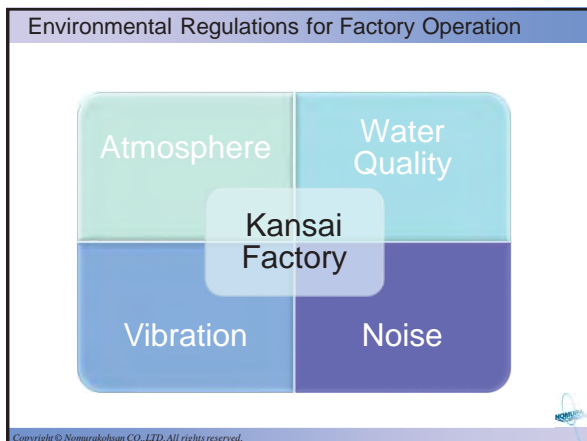 Environmental Regulations for Factory Operation
Atmosphere
Water
Quality
Kansai
Factory
Vibration
Noise
NOMURA
Copyright © Nomurakohsan CO., LTD. All rights reserved.